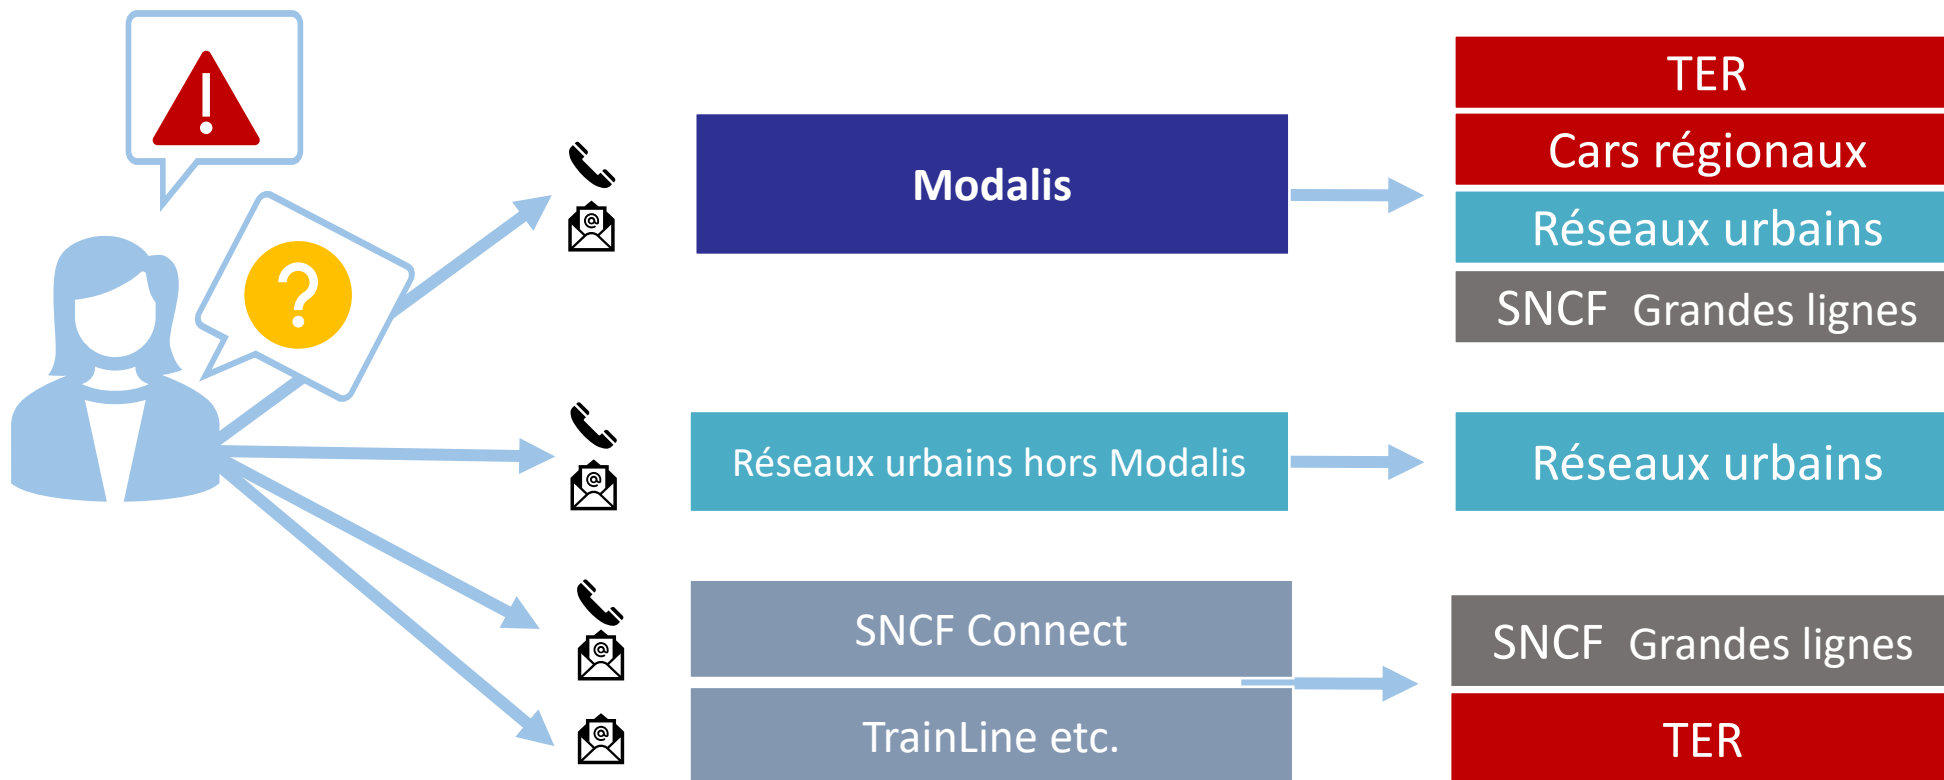 Modalis
TER
Cars régionaux
Réseaux urbains
SNCF Grandes lignes
Réseaux urbains hors Modalis
Réseaux urbains
SNCF Connect
TrainLine etc.
SNCF Grandes lignes
TER